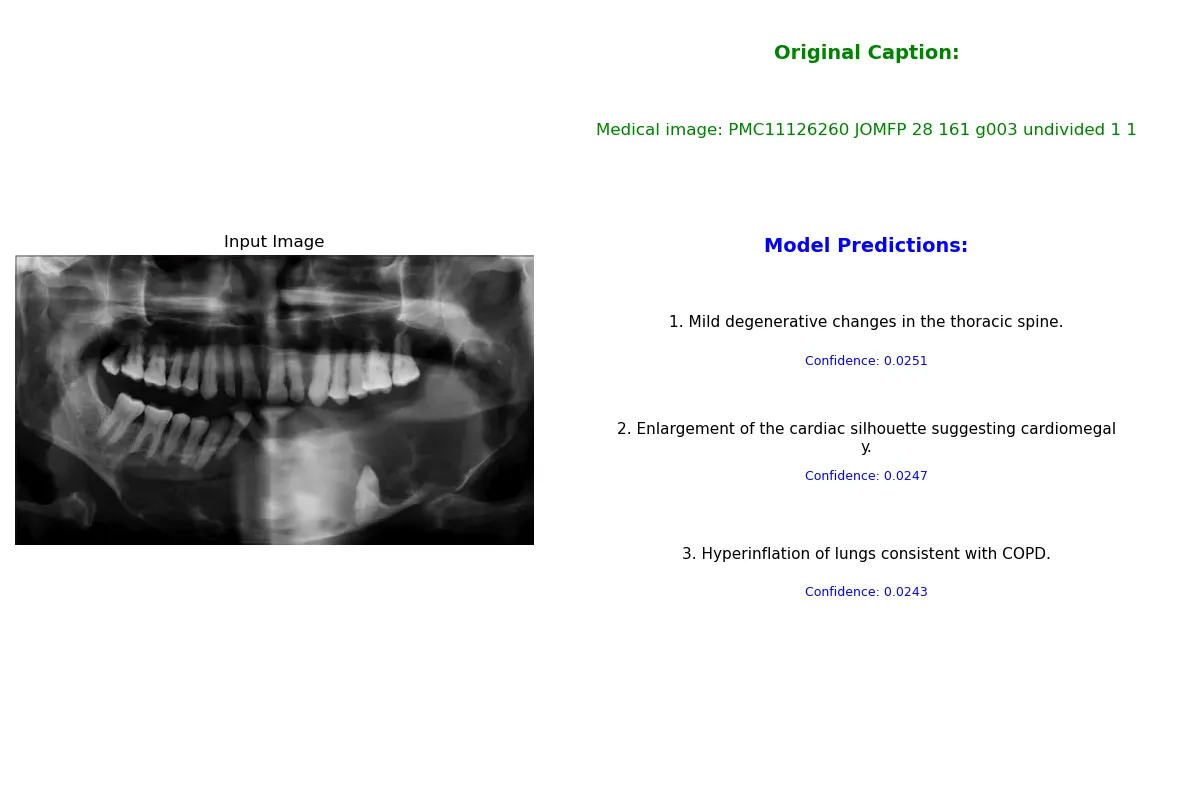 Original Caption:
Medical image: PMC11126260 JOMFP 28 161 g003 undivided 1 1
Input Image
Model Predictions:
1. Mild degenerative changes in the thoracic spine.
Confidence: 0.0251
2. Enlargement of the cardiac silhouette suggesting cardiomegal
y.
Confidence: 0.0247
3. Hyperinflation of lungs consistent with COPD.
Confidence: 0.0243